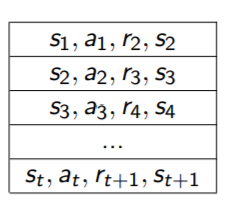 s₁, a₁, r₂, s₂
s₂, a₂, r₃, s₃
s₃, a₃, r₄, s₄
...
sₜ, aₜ, rₜ₊₁, sₜ₊₁